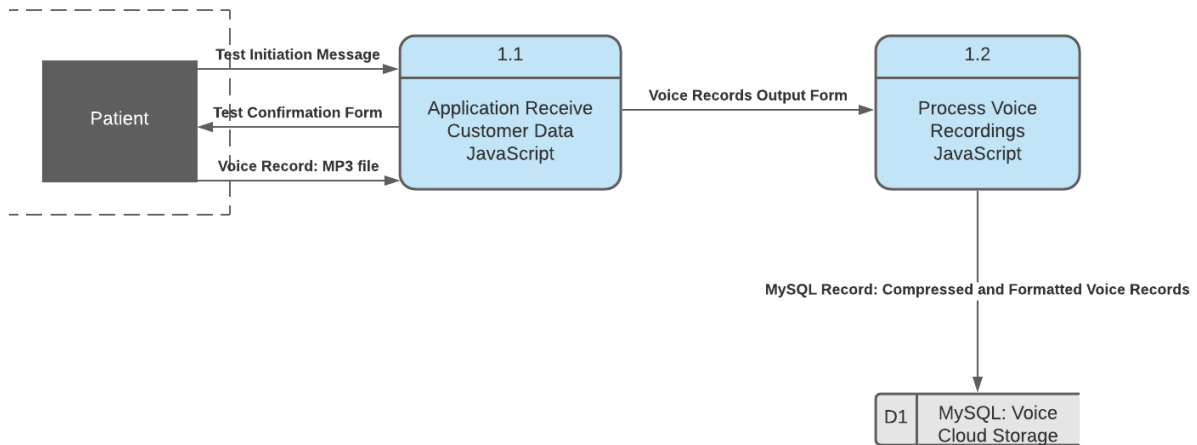 Patient
Test Initiation Message
Test Confirmation Form
Voice Record: MP3 file
1.1
Application Receive
Customer Data
JavaScript
Voice Records Output Form
1.2
Process Voice
Recordings
JavaScript
MySQL Record: Compressed and Formatted Voice Records
D1
MySQL: Voice
Cloud Storage